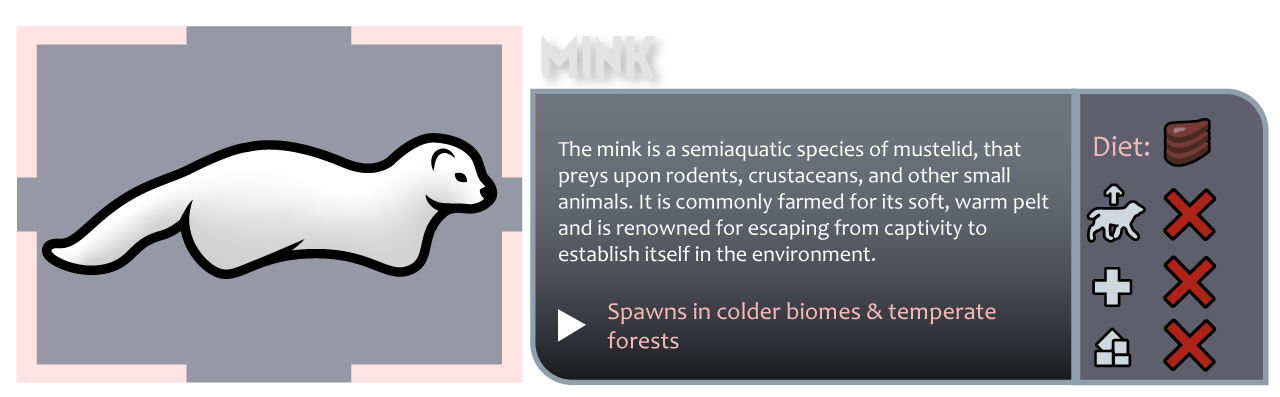 MINK
The mink is a semiaquatic species of mustelid, that
preys upon rodents, crustaceans, and other small
animals. It is commonly farmed for its soft, warm pelt
and is renowned for escaping from captivity to
establish itself in the environment.
Spawns in colder biomes & temperate
forests
Diet: